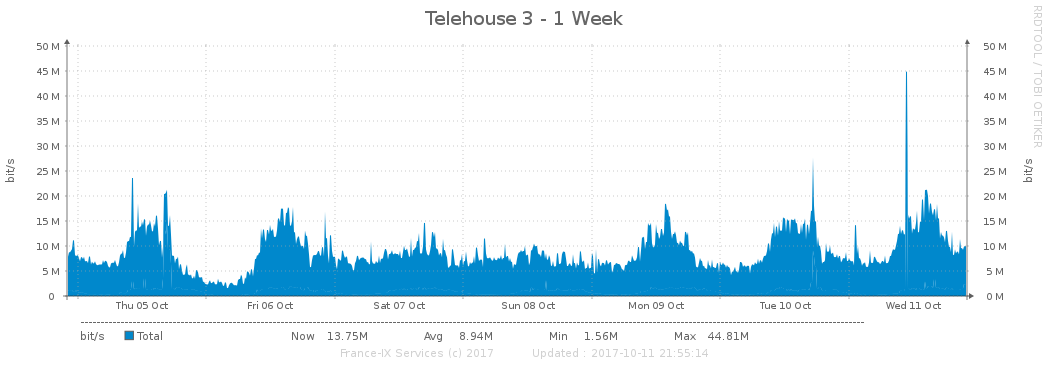 Telehouse 3 - 1 Week
RRDTOOL / TOBI OETIKER
50 M 50 M
45 M 45 M
40 M 40 M
35 M 35 M
30 M 30 M
25 M 25 M
20 M 20 M
15 M 15 M
10 M 10 M
5 M 5 M
0 0 M
bit/s bit/s
Thu 05 Oct Fri 06 Oct Sat 07 Oct Sun 08 Oct Mon 09 Oct Tue 10 Oct Wed 11 Oct
bit/s Total Now 13.75M Avg 8.94M Min 1.56M Max 44.81M
France-IX Services (c) 2017 Updated : 2017-10-11 21:55:14